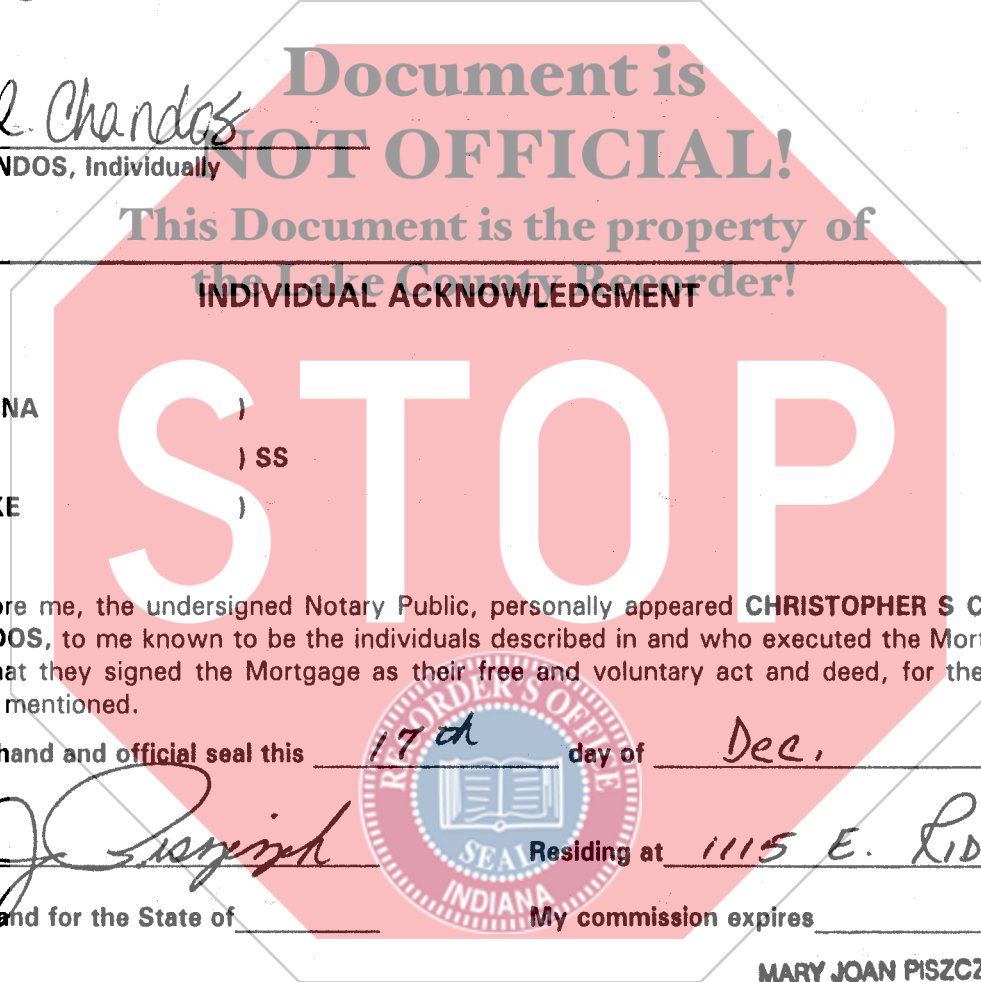 Document is
R. Chandos
NOT OFFICIAL!
NDOS, Individually
This Document is the property of
the Lake County Recorder!
INDIVIDUAL ACKNOWLEDGMENT
NA )
) SS
KE )
STOP
ore me, the undersigned Notary Public, personally appeared CHRISTOPHER S C
DOS, to me known to be the individuals described in and who executed the Mort
hat they signed the Mortgage as their free and voluntary act and deed, for the
mentioned.
hand and official seal this 17th day of Dec.
RECORDER'S OFFICE
SEAL
INDIANA
Residing at 1115 E. RID
and for the State of My commission expires
MARY JOAN PISZCZ